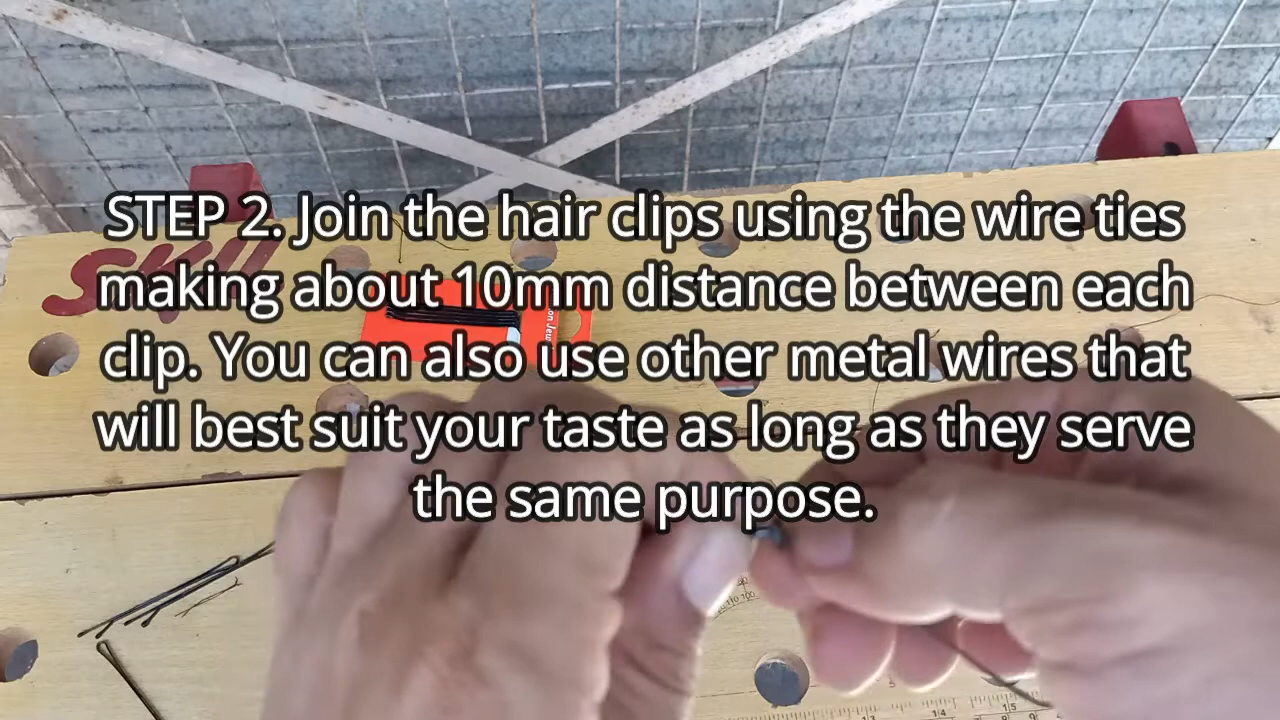 STEP 2. Join the hair clips using the wire ties
making about 10mm distance between each
clip. You can also use other metal wires that
will best suit your taste as long as they serve
the same purpose.